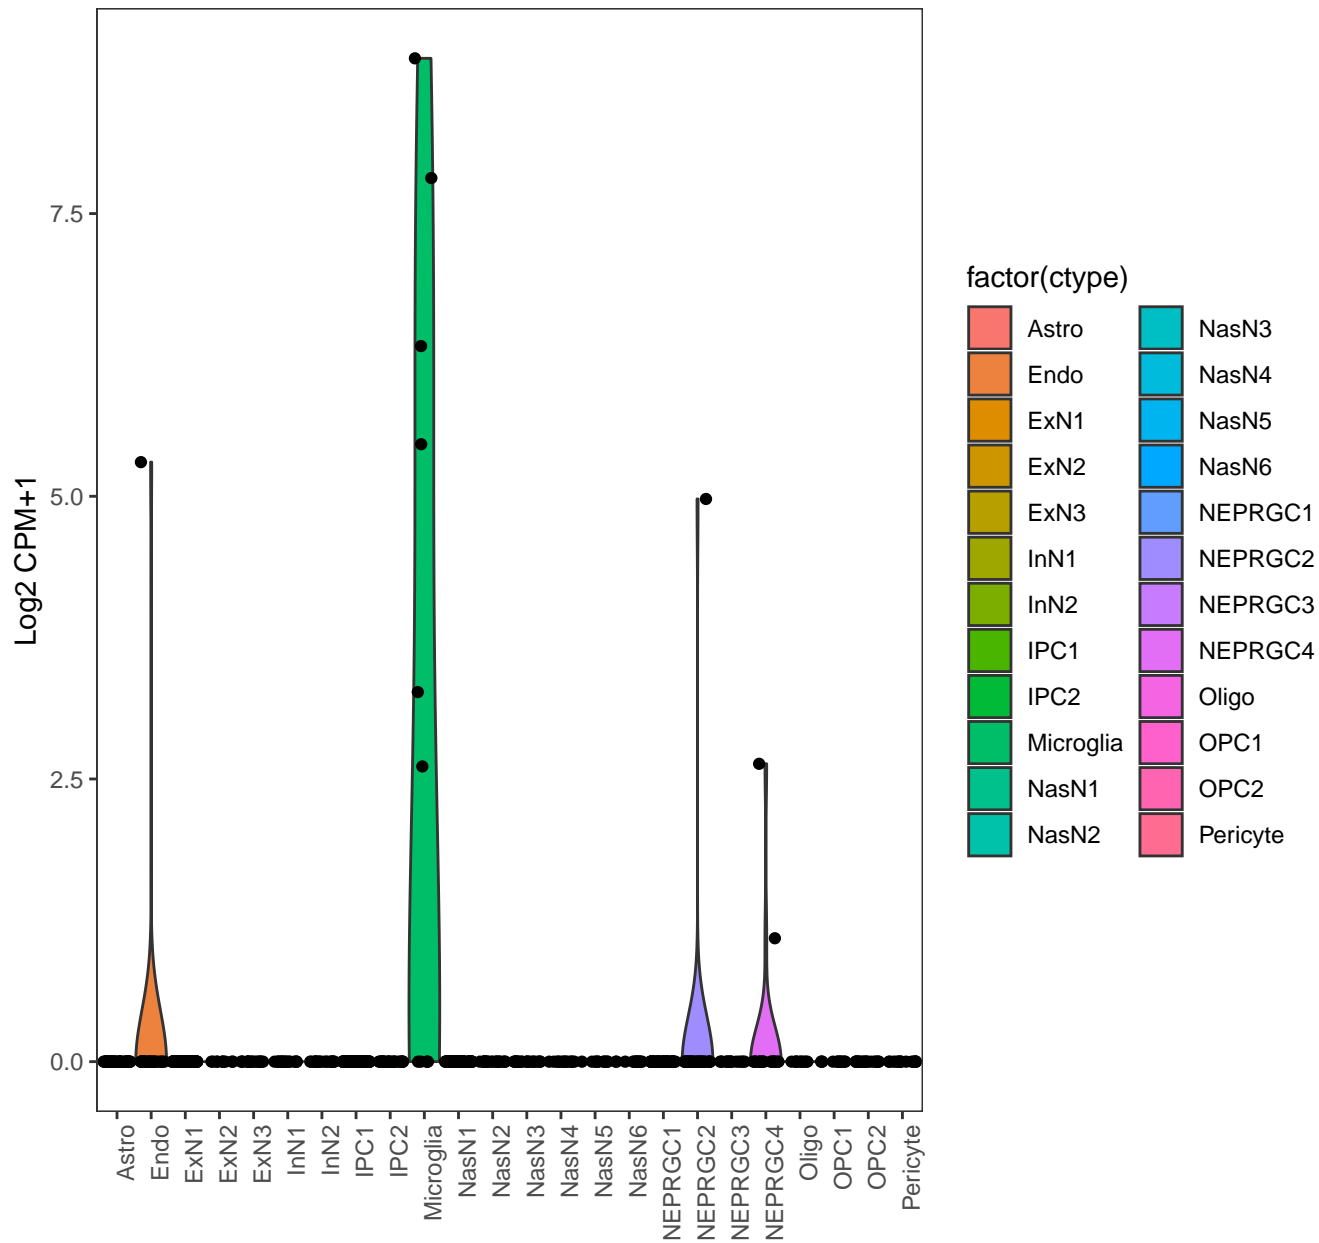 Log2 CPM+1
7.5
5.0
2.5
0.0
Astro
Endo
ExN1
ExN2
ExN3
InN1
InN2
IPC1
IPC2
Microglia
NasN1
NasN2
NasN3
NasN4
NasN5
NasN6
NEPRGC1
NEPRGC2
NEPRGC3
NEPRGC4
Oligo
OPC1
OPC2
Pericyte
factor(ctype)
Astro
Endo
ExN1
ExN2
ExN3
InN1
InN2
IPC1
IPC2
Microglia
NasN1
NasN2
NasN3
NasN4
NasN5
NasN6
NEPRGC1
NEPRGC2
NEPRGC3
NEPRGC4
Oligo
OPC1
OPC2
Pericyte